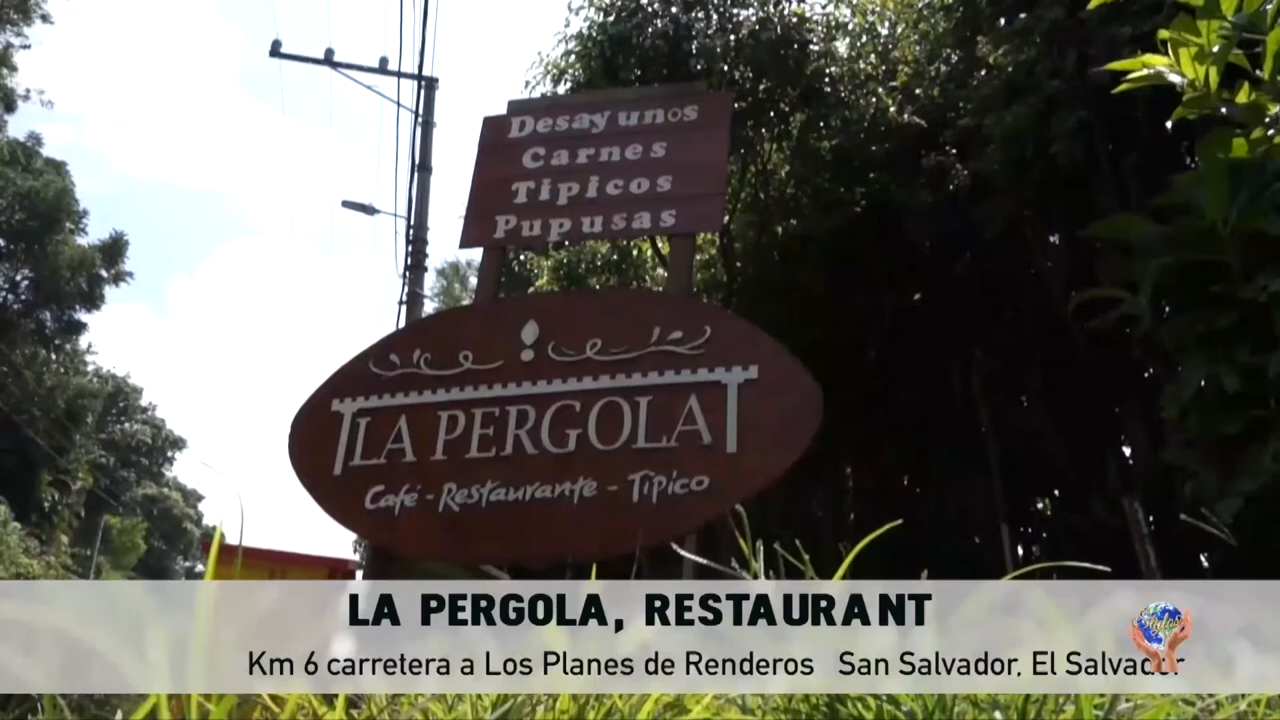 Desayunos
Carnes
Tipicos
Pupusas
LA PERGOLA
Café - Restaurante - Típico
LA PERGOLA, RESTAURANT
Km 6 carretera a Los Planes de Renderos San Salvador, El Salvador